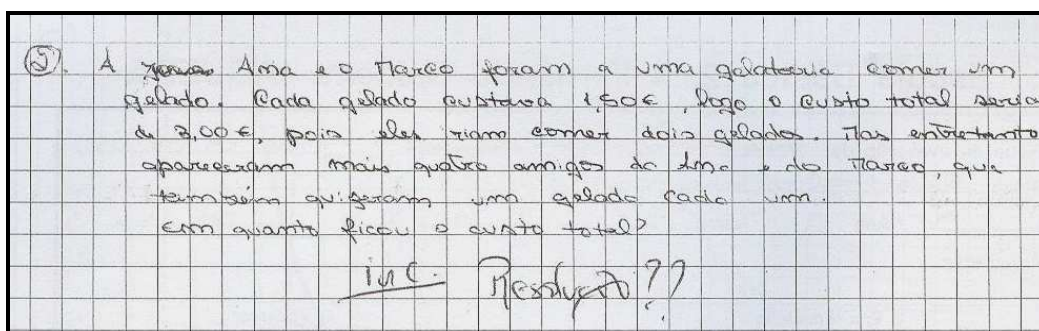 5. A Ana e o Marco foram a uma geladaria comer um
gelado. Cada gelado custava 1,50€, logo o custo total seria
de 3,00€, pois eles iam comer dois gelados. Mas entretanto
apareceram mais quatro amigos da Ana e do Marco, que
também quiseram um gelado cada um.
Em quanto ficou o custo total?
inc. Resolução??